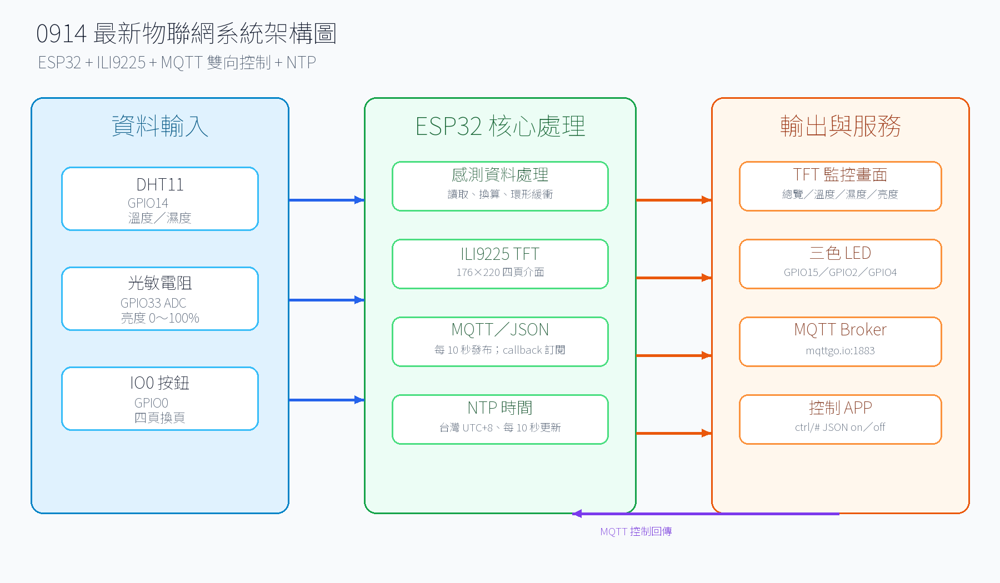 0914 最新物聯網系統架構圖
ESP32 + ILI9225 + MQTT 雙向控制 + NTP
資料輸入
DHT11
GPIO14
溫度／濕度
光敏電阻
GPIO33 ADC
亮度 0～100%
IO0 按鈕
GPIO0
四頁換頁
ESP32 核心處理
感測資料處理
讀取、換算、環形緩衝
ILI9225 TFT
176×220 四頁介面
MQTT／JSON
每 10 秒發布；callback 訂閱
NTP 時間
台灣 UTC+8、每 10 秒更新
輸出與服務
TFT 監控畫面
總覽／溫度／濕度／亮度
三色 LED
GPIO15／GPIO2／GPIO4
MQTT Broker
mqttgo.io:1883
控制 APP
ctrl/# JSON on／off
MQTT 控制回傳